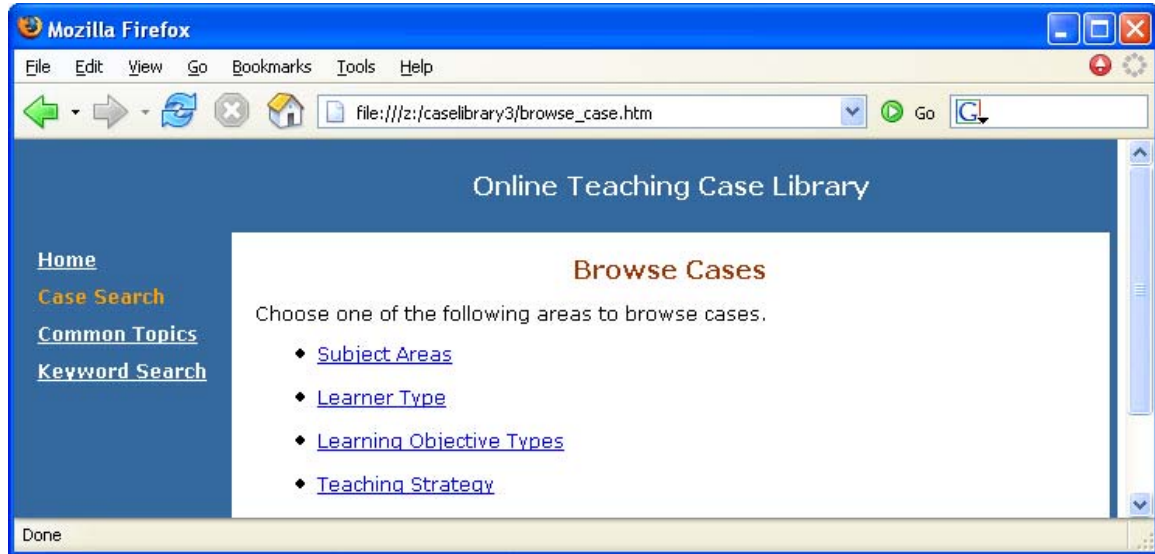 Mozilla Firefox
File Edit View Go Bookmarks Tools Help
file:///z:/caselibrary3/browse_case.htm Go G
Online Teaching Case Library
Home
Case Search
Common Topics
Keyword Search
Browse Cases
Choose one of the following areas to browse cases.
• Subject Areas
• Learner Type
• Learning Objective Types
• Teaching Strategy
Done